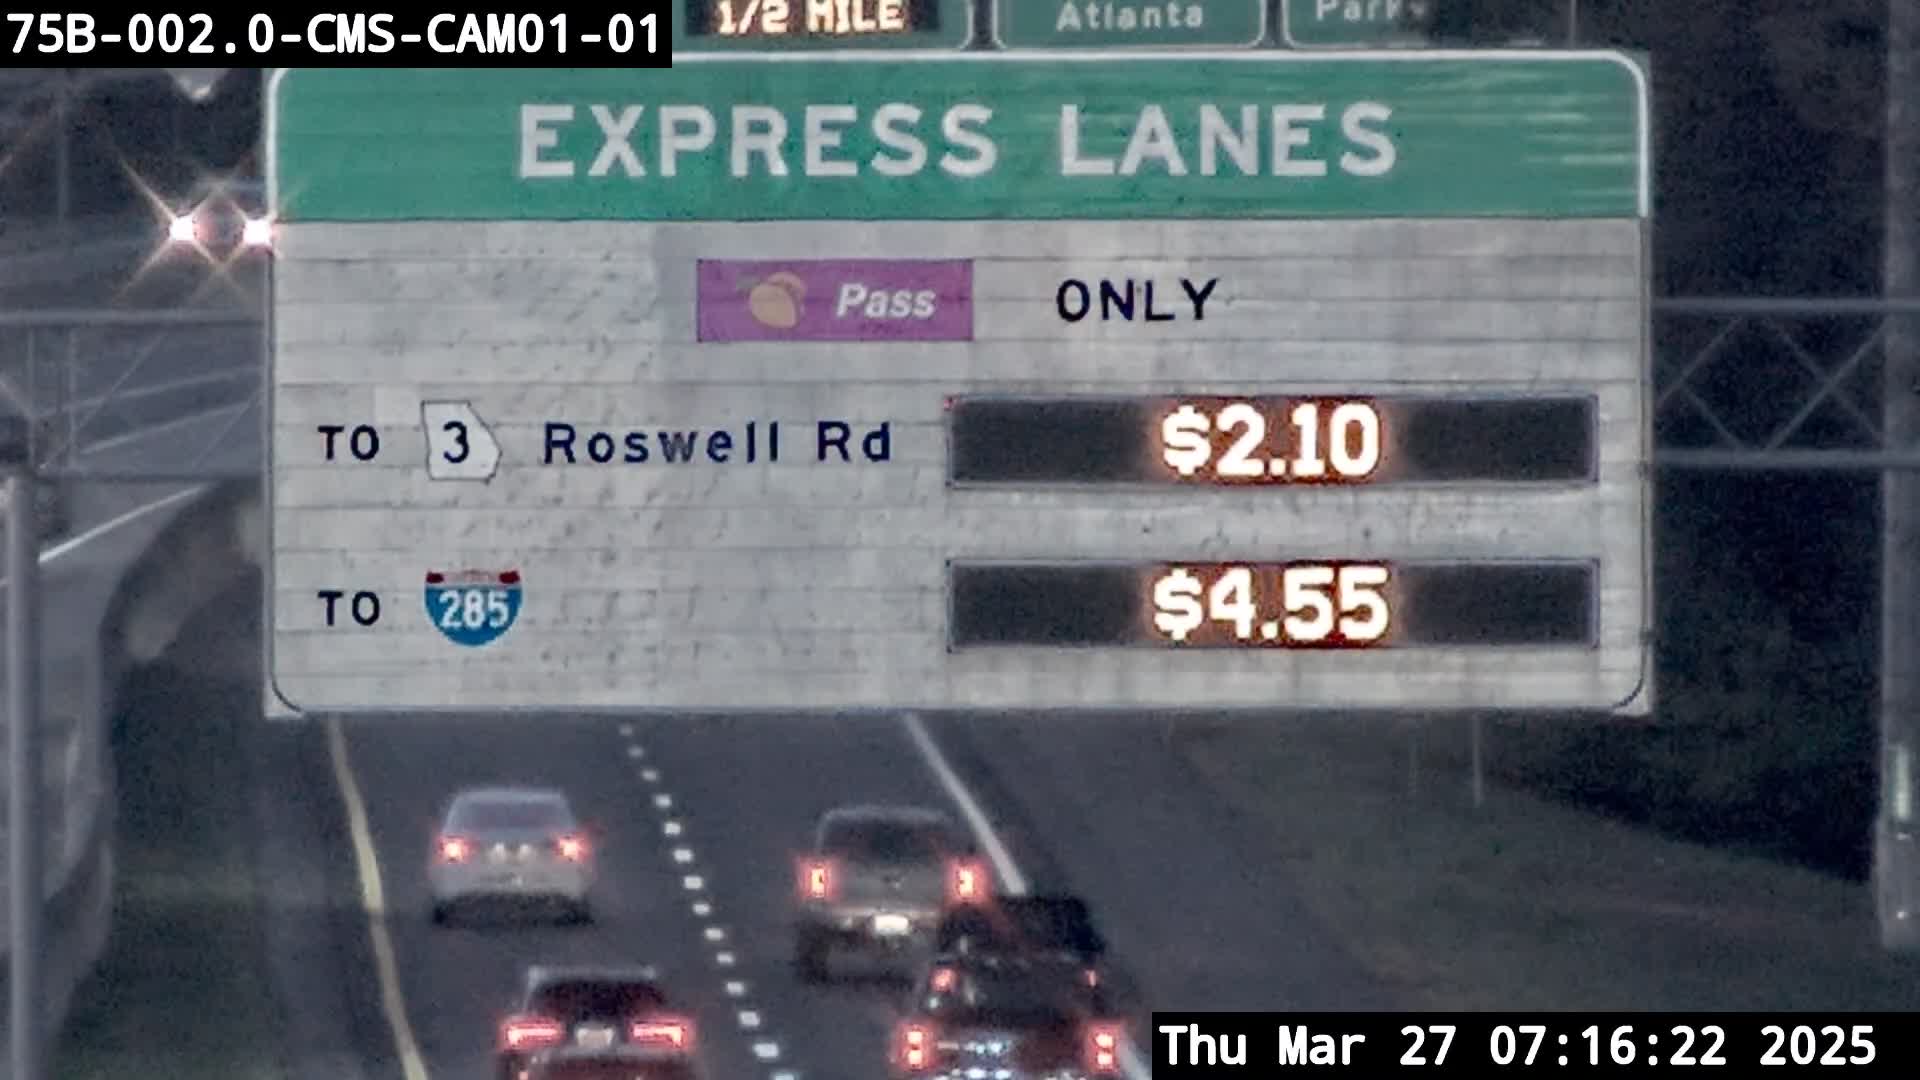 75B-002.0-CMS-CAM01-01
1/2 MILE
Atlanta
EXPRESS LANES
Pass ONLY
TO 3 Roswell Rd $2.10
TO 285 $4.55
Thu Mar 27 07:16:22 2025